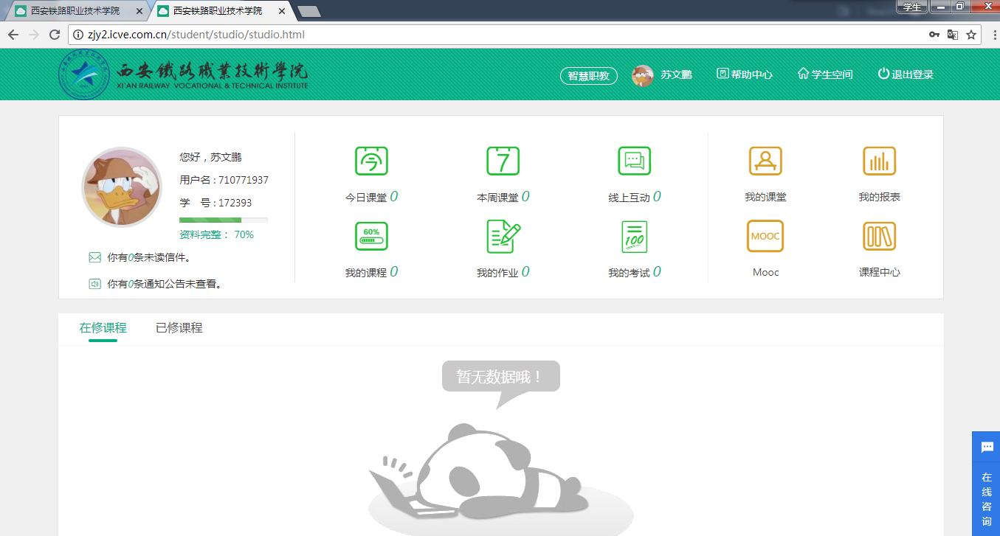 西安铁路职业技术学院
西安铁路职业技术学院
学生
zjy2.icve.com.cn/student/studio/studio.html
西安鐵路職業技術學院
XI'AN RAILWAY VOCATIONAL & TECHNICAL INSTITUTE
智慧职教
苏文鹏
帮助中心
学生空间
退出登录
您好，苏文鹏
用户名 : 710771937
学 号 : 172393
资料完整： 70%
你有0条未读信件。
你有0条通知公告未查看。
今
7
今日课堂 0
本周课堂 0
线上互动 0
我的课堂
我的报表
60%
100
MOOC
我的课程 0
我的作业 0
我的考试 0
Mooc
课程中心
在修课程
已修课程
暂无数据哦！
在线咨询